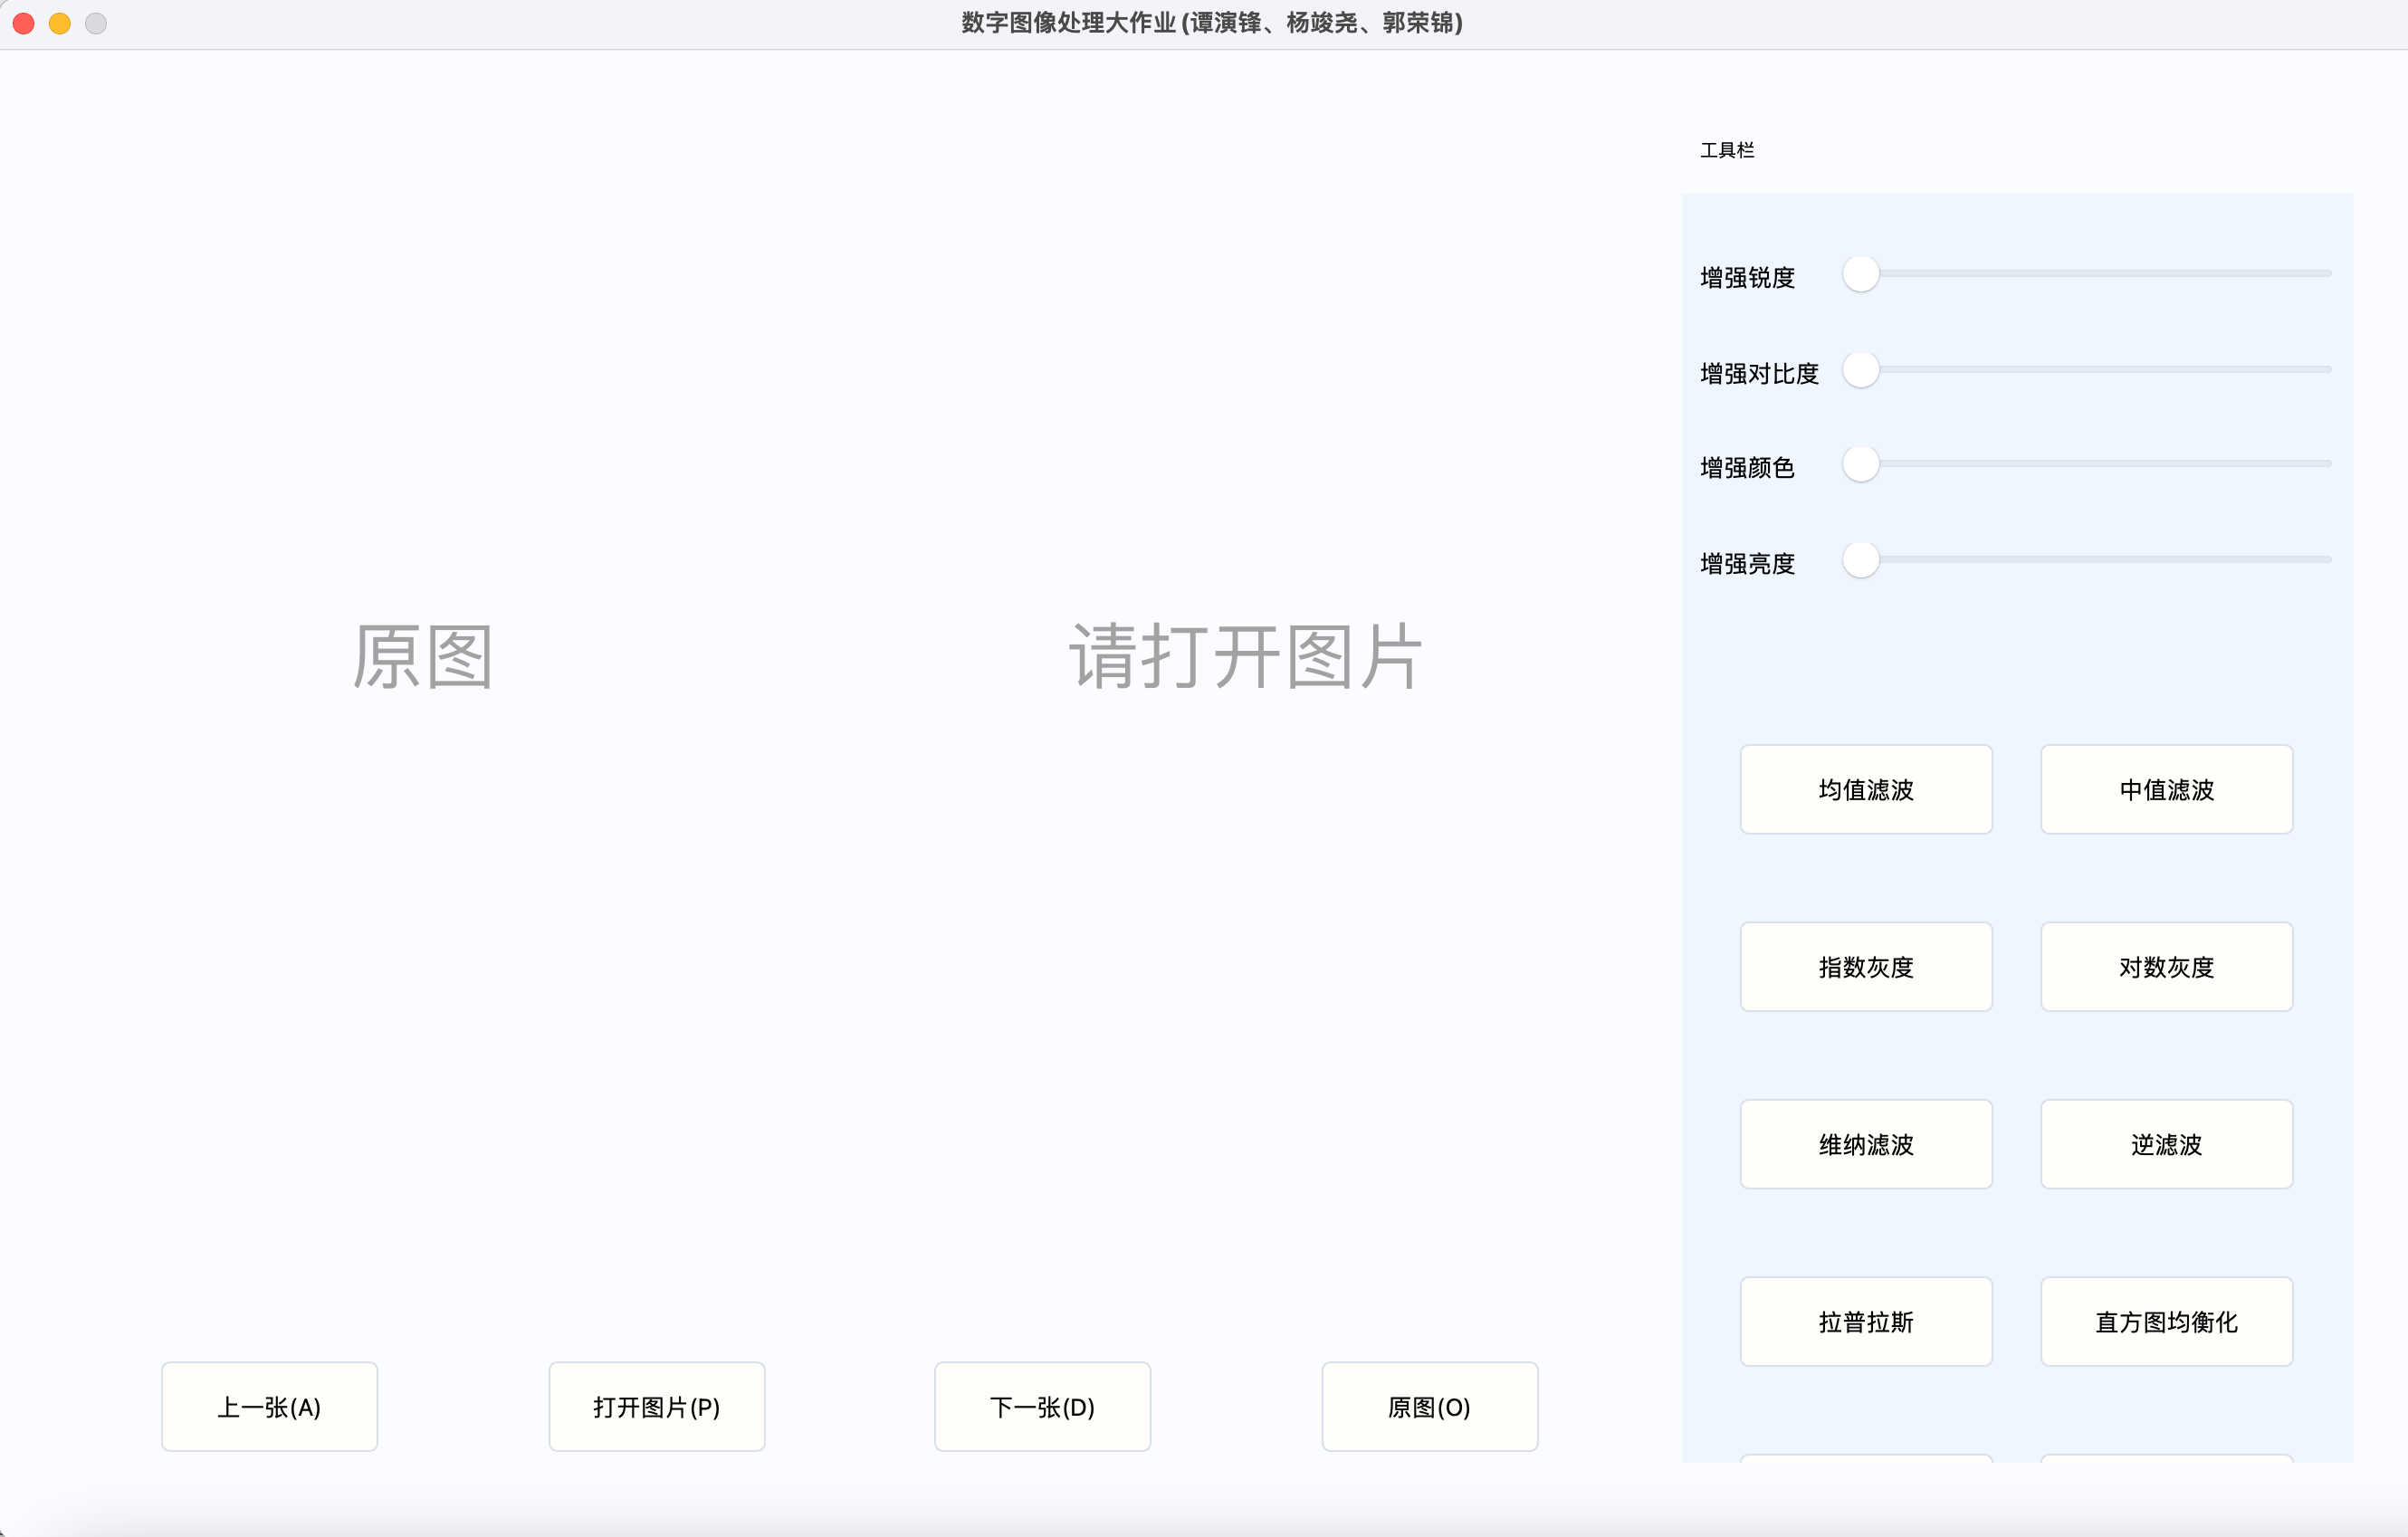 数字图像处理大作业(谭演锋、杨竣尧、郭荣锦)
工具栏
增强锐度
增强对比度
增强颜色
增强亮度
原图
请打开图片
均值滤波
中值滤波
指数灰度
对数灰度
维纳滤波
逆滤波
拉普拉斯
直方图均衡化
上一张(A)
打开图片(P)
下一张(D)
原图(O)